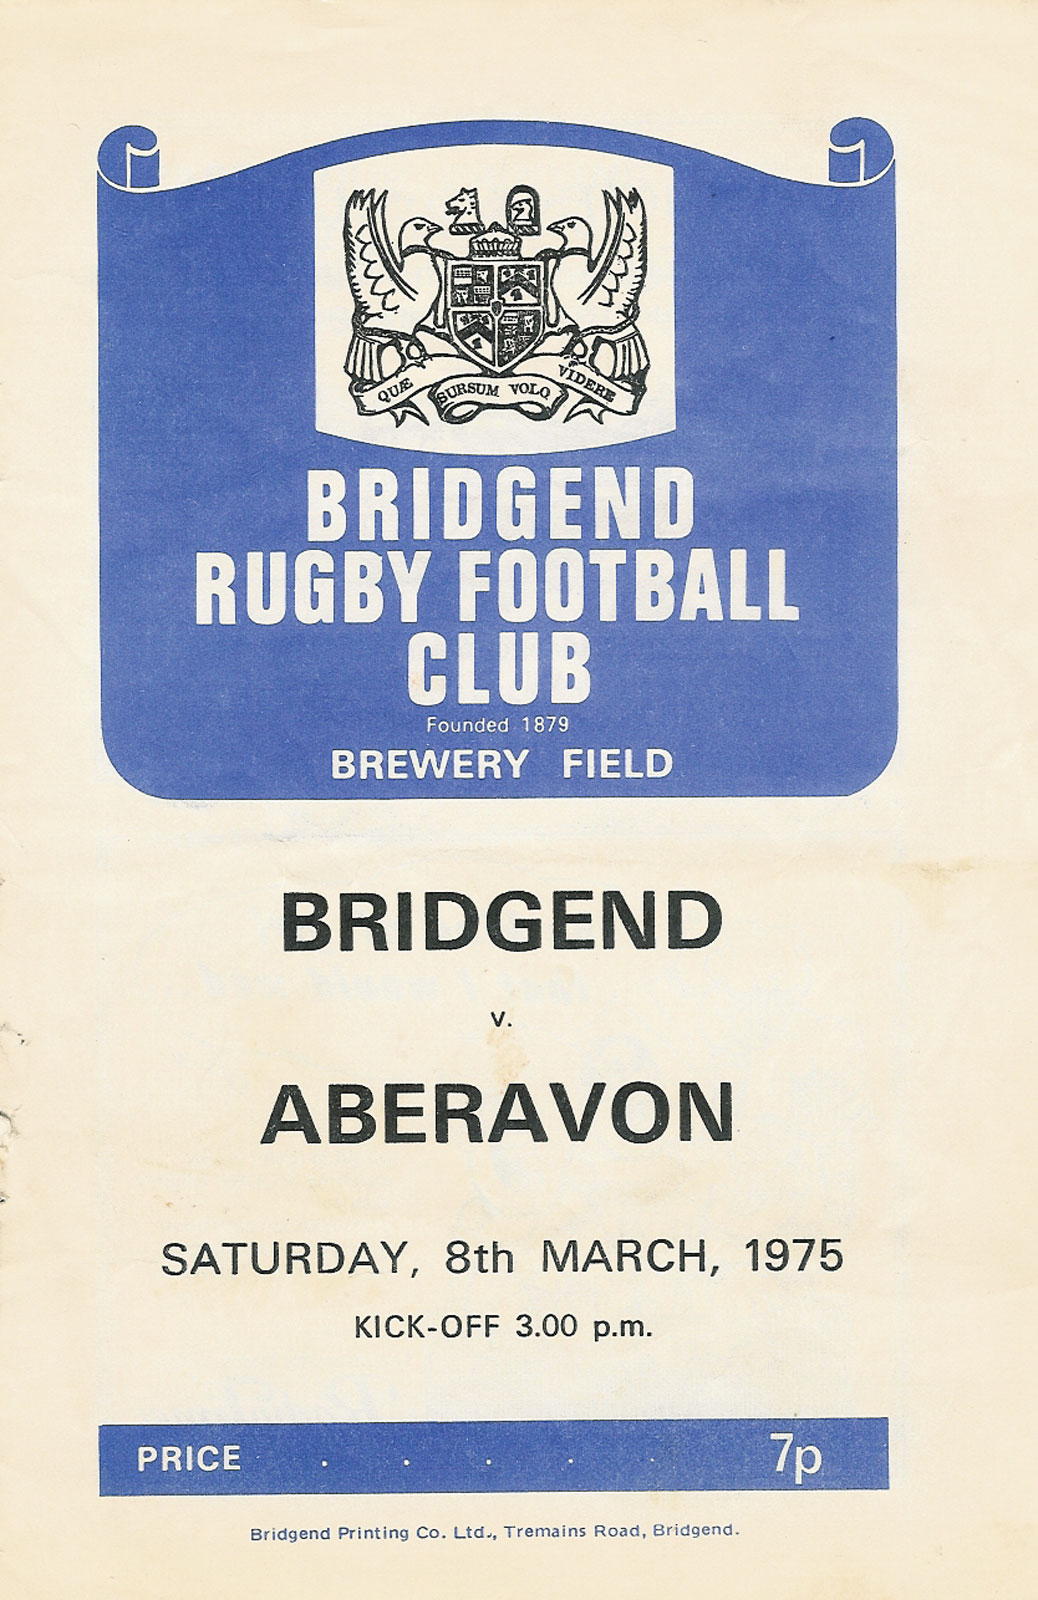 QUÆ SURSUM VOLO VIDERE
BRIDGEND
RUGBY FOOTBALL
CLUB
Founded 1879
BREWERY FIELD
BRIDGEND
v.
ABERAVON
SATURDAY, 8th MARCH, 1975
KICK-OFF 3.00 p.m.
PRICE . . . . . 7p
Bridgend Printing Co. Ltd., Tremains Road, Bridgend.